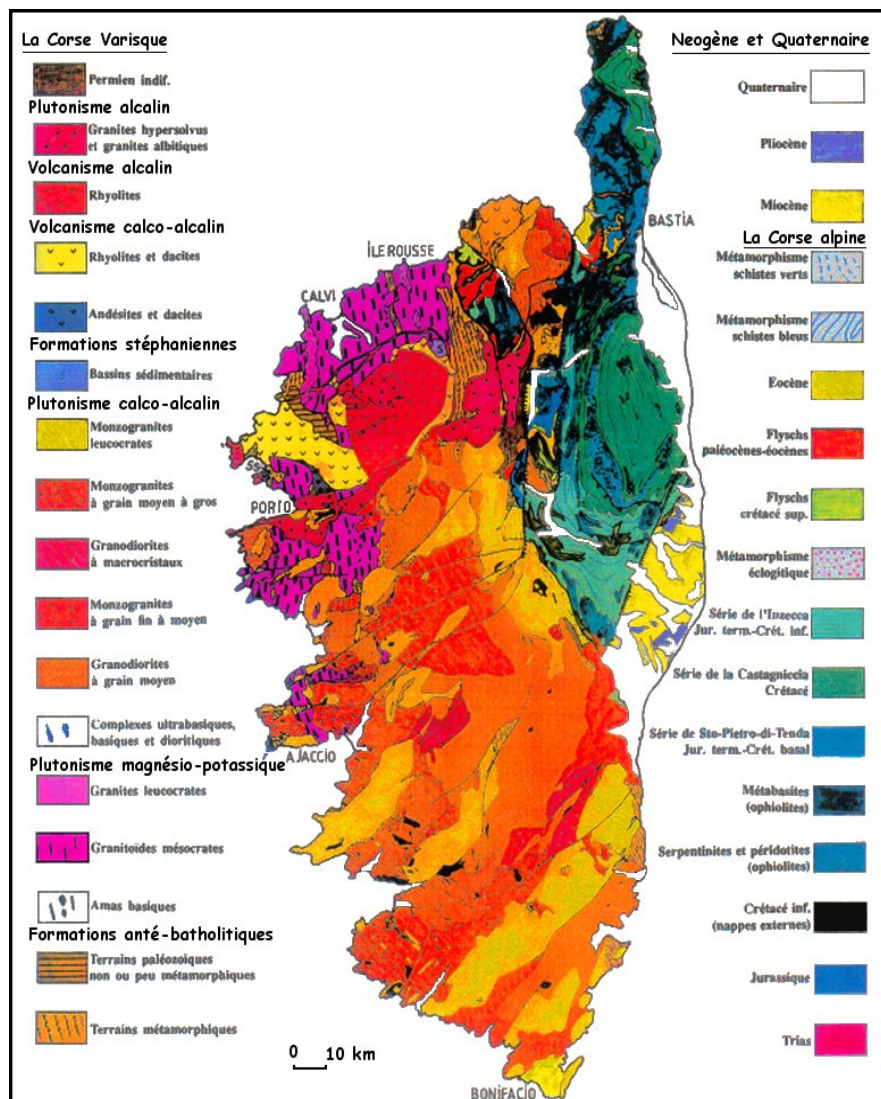 La Corse Varisque
Permien indif.
Plutonisme alcalin
Granites hypersolvus
et granites albitiques
Volcanisme alcalin
Rhyolites
Volcanisme calco-alcalin
Rhyolites et dacites
Andésites et dacites
Formations stéphaniennes
Bassins sédimentaires
Plutonisme calco-alcalin
Monzogranites
leucocrates
Monzogranites
à grain moyen à gros
Granodiorites
à macrocristaux
Monzogranites
à grain fin à moyen
Granodiorites
à grain moyen
Complexes ultrabasiques,
basiques et dioritiques
Plutonisme magnésio-potassique
Granites leucocrates
Granitoïdes mésocrates
Amas basiques
Formations anté-batholitiques
Terrains paléozoïques
non ou peu métamorphiques
Terrains métamorphiques
BASTIA
ÎLE ROUSSE
CALVI
PORTO
AJACCIO
BONIFACIO
0 10 km
Neogène et Quaternaire
Quaternaire
Pliocène
Miocène
La Corse alpine
Métamorphisme
schistes verts
Métamorphisme
schistes bleus
Eocène
Flyschs
paléocènes-éocènes
Flyschs
crétacé sup.
Métamorphisme
éclogitique
Série de l'Inzecca
Jur. term.-Crét. inf.
Série de la Castagniccia
Crétacé
Série de Sto-Pietro-di-Tenda
Jur. term.-Crét. basal
Métabasites
(ophiolites)
Serpentinites et péridotites
(ophiolites)
Crétacé inf.
(nappes externes)
Jurassique
Trias